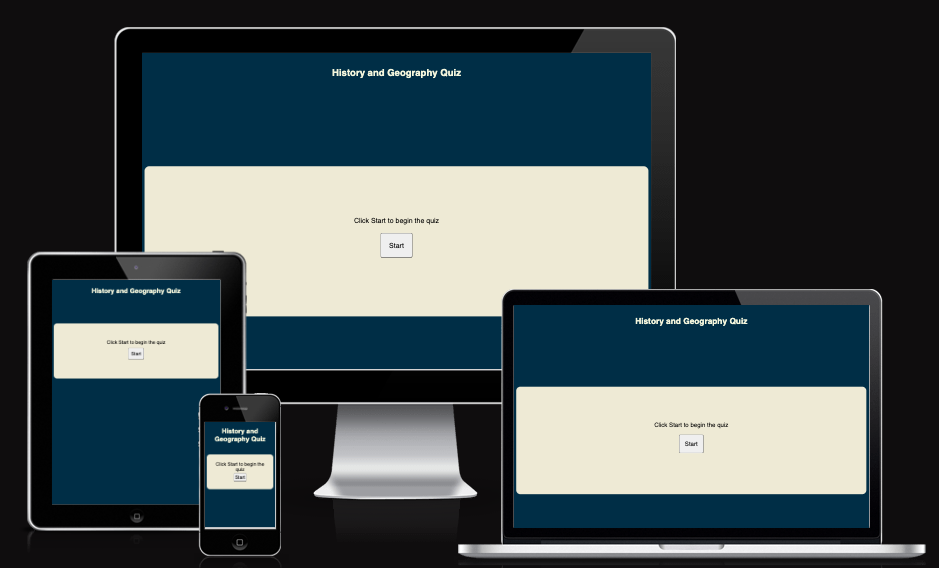 History and Geography Quiz
Click Start to begin the quiz
Start
History and Geography Quiz
Click Start to begin the quiz
Start
History and
Geography Quiz
Click Start to begin the
quiz
Start
History and Geography Quiz
Click Start to begin the quiz
Start